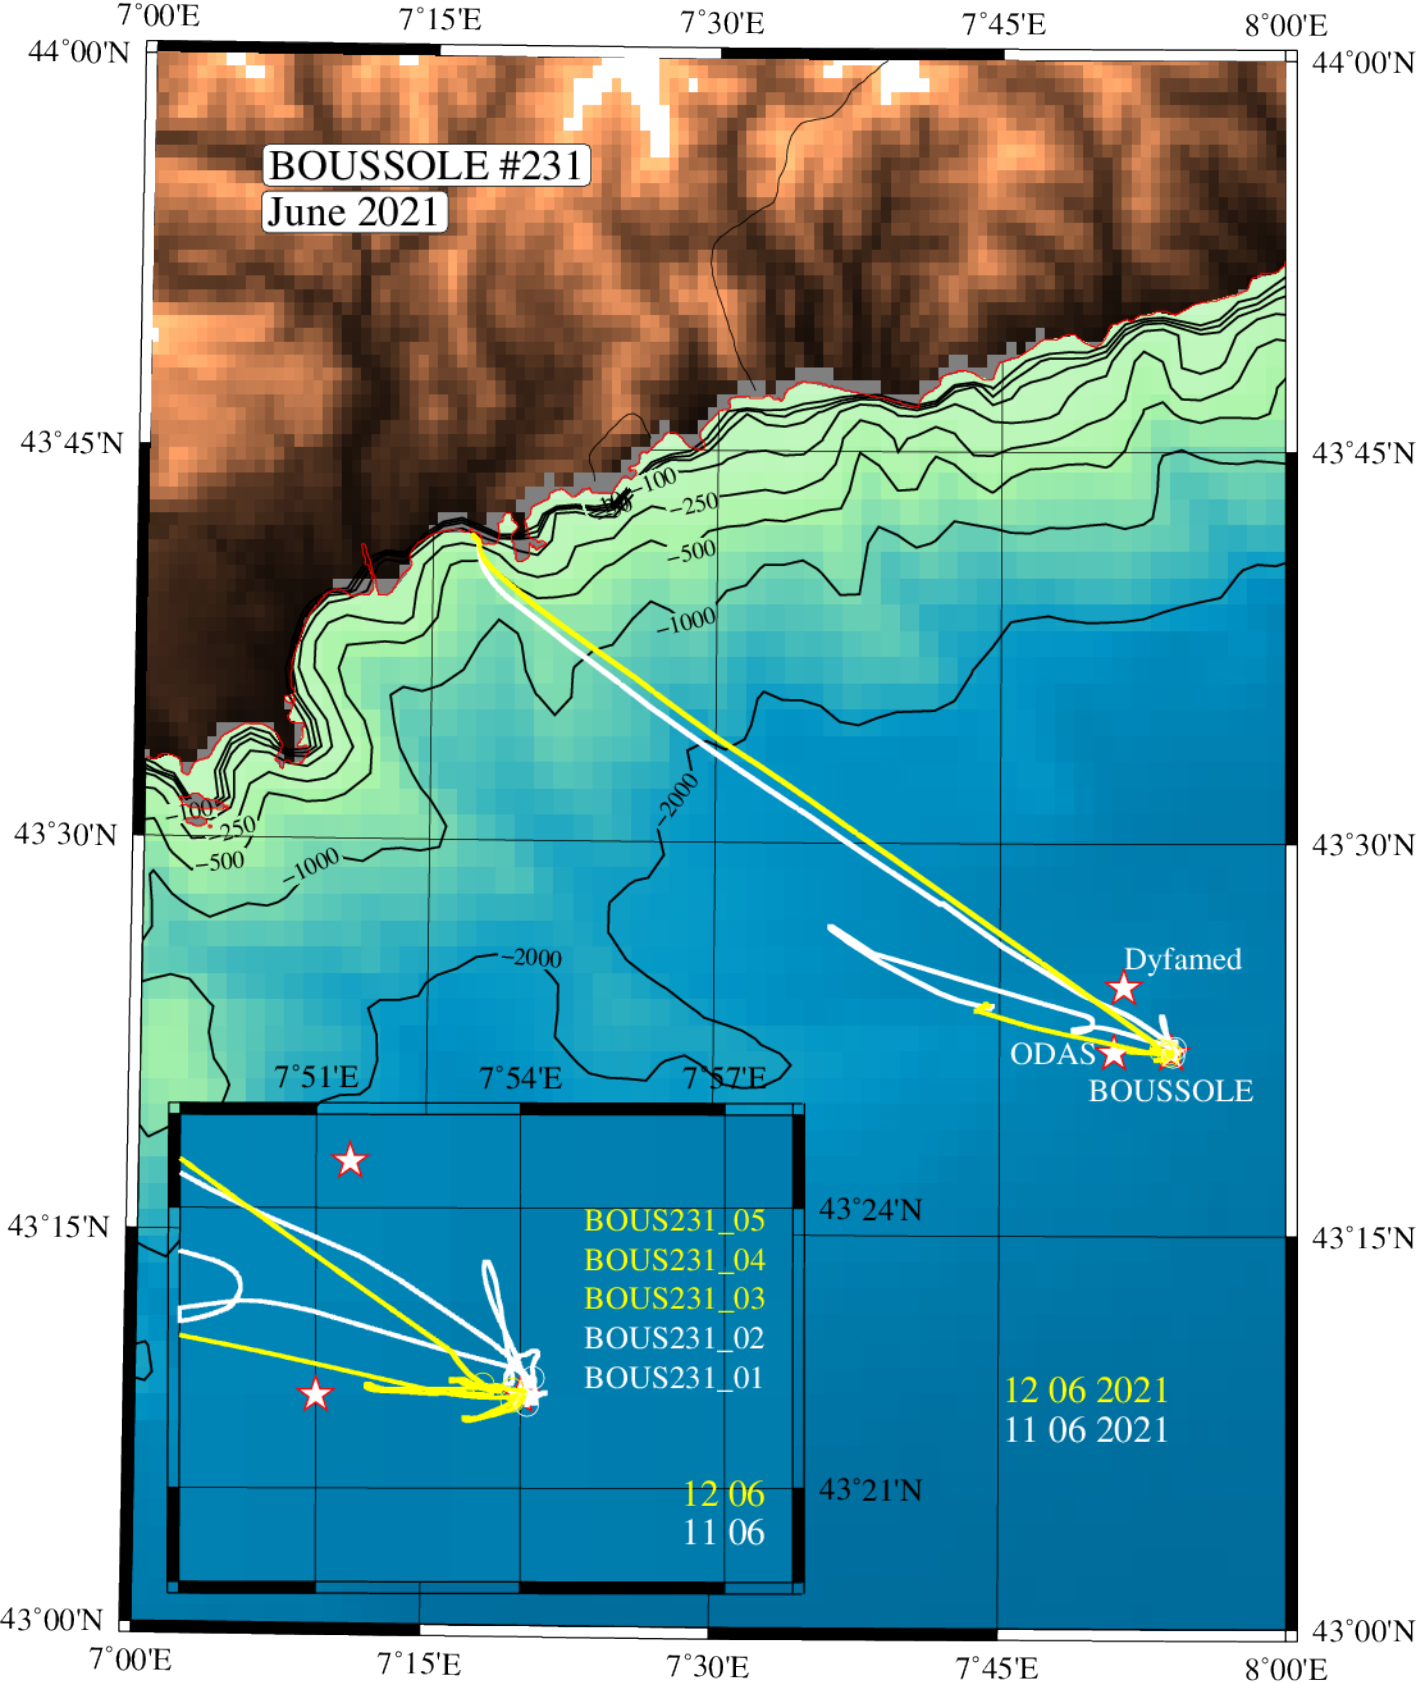 7°00'E 7°15'E 7°30'E 7°45'E 8°00'E
44°00'N 44°00'N
BOUSSOLE #231
June 2021
43°45'N 43°45'N
−100
−250
−500
−1000
−2000
−100
−250
−500
−1000
43°30'N 43°30'N
−2000
Dyfamed
ODAS
BOUSSOLE
7°51'E 7°54'E 7°57'E
43°24'N
43°15'N 43°15'N
BOUS231_05
BOUS231_04
BOUS231_03
BOUS231_02
BOUS231_01
12 06 2021
11 06 2021
43°21'N
12 06
11 06
43°00'N 43°00'N
7°00'E 7°15'E 7°30'E 7°45'E 8°00'E